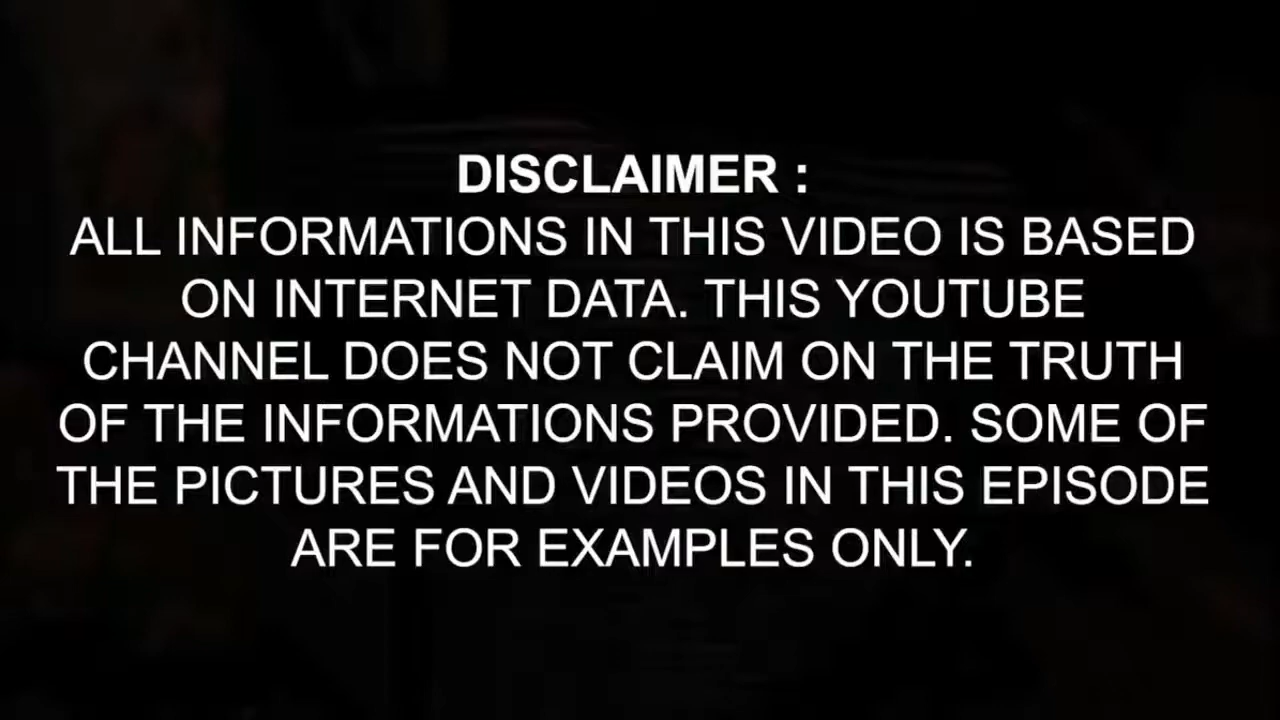 DISCLAIMER :
ALL INFORMATIONS IN THIS VIDEO IS BASED
ON INTERNET DATA. THIS YOUTUBE
CHANNEL DOES NOT CLAIM ON THE TRUTH
OF THE INFORMATIONS PROVIDED. SOME OF
THE PICTURES AND VIDEOS IN THIS EPISODE
ARE FOR EXAMPLES ONLY.